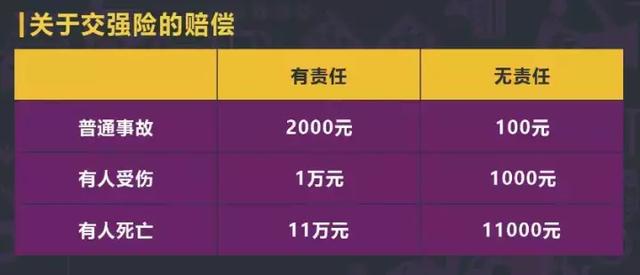 关于交强险的赔偿
有责任 无责任
普通事故 2000元 100元
有人受伤 1万元 1000元
有人死亡 11万元 11000元